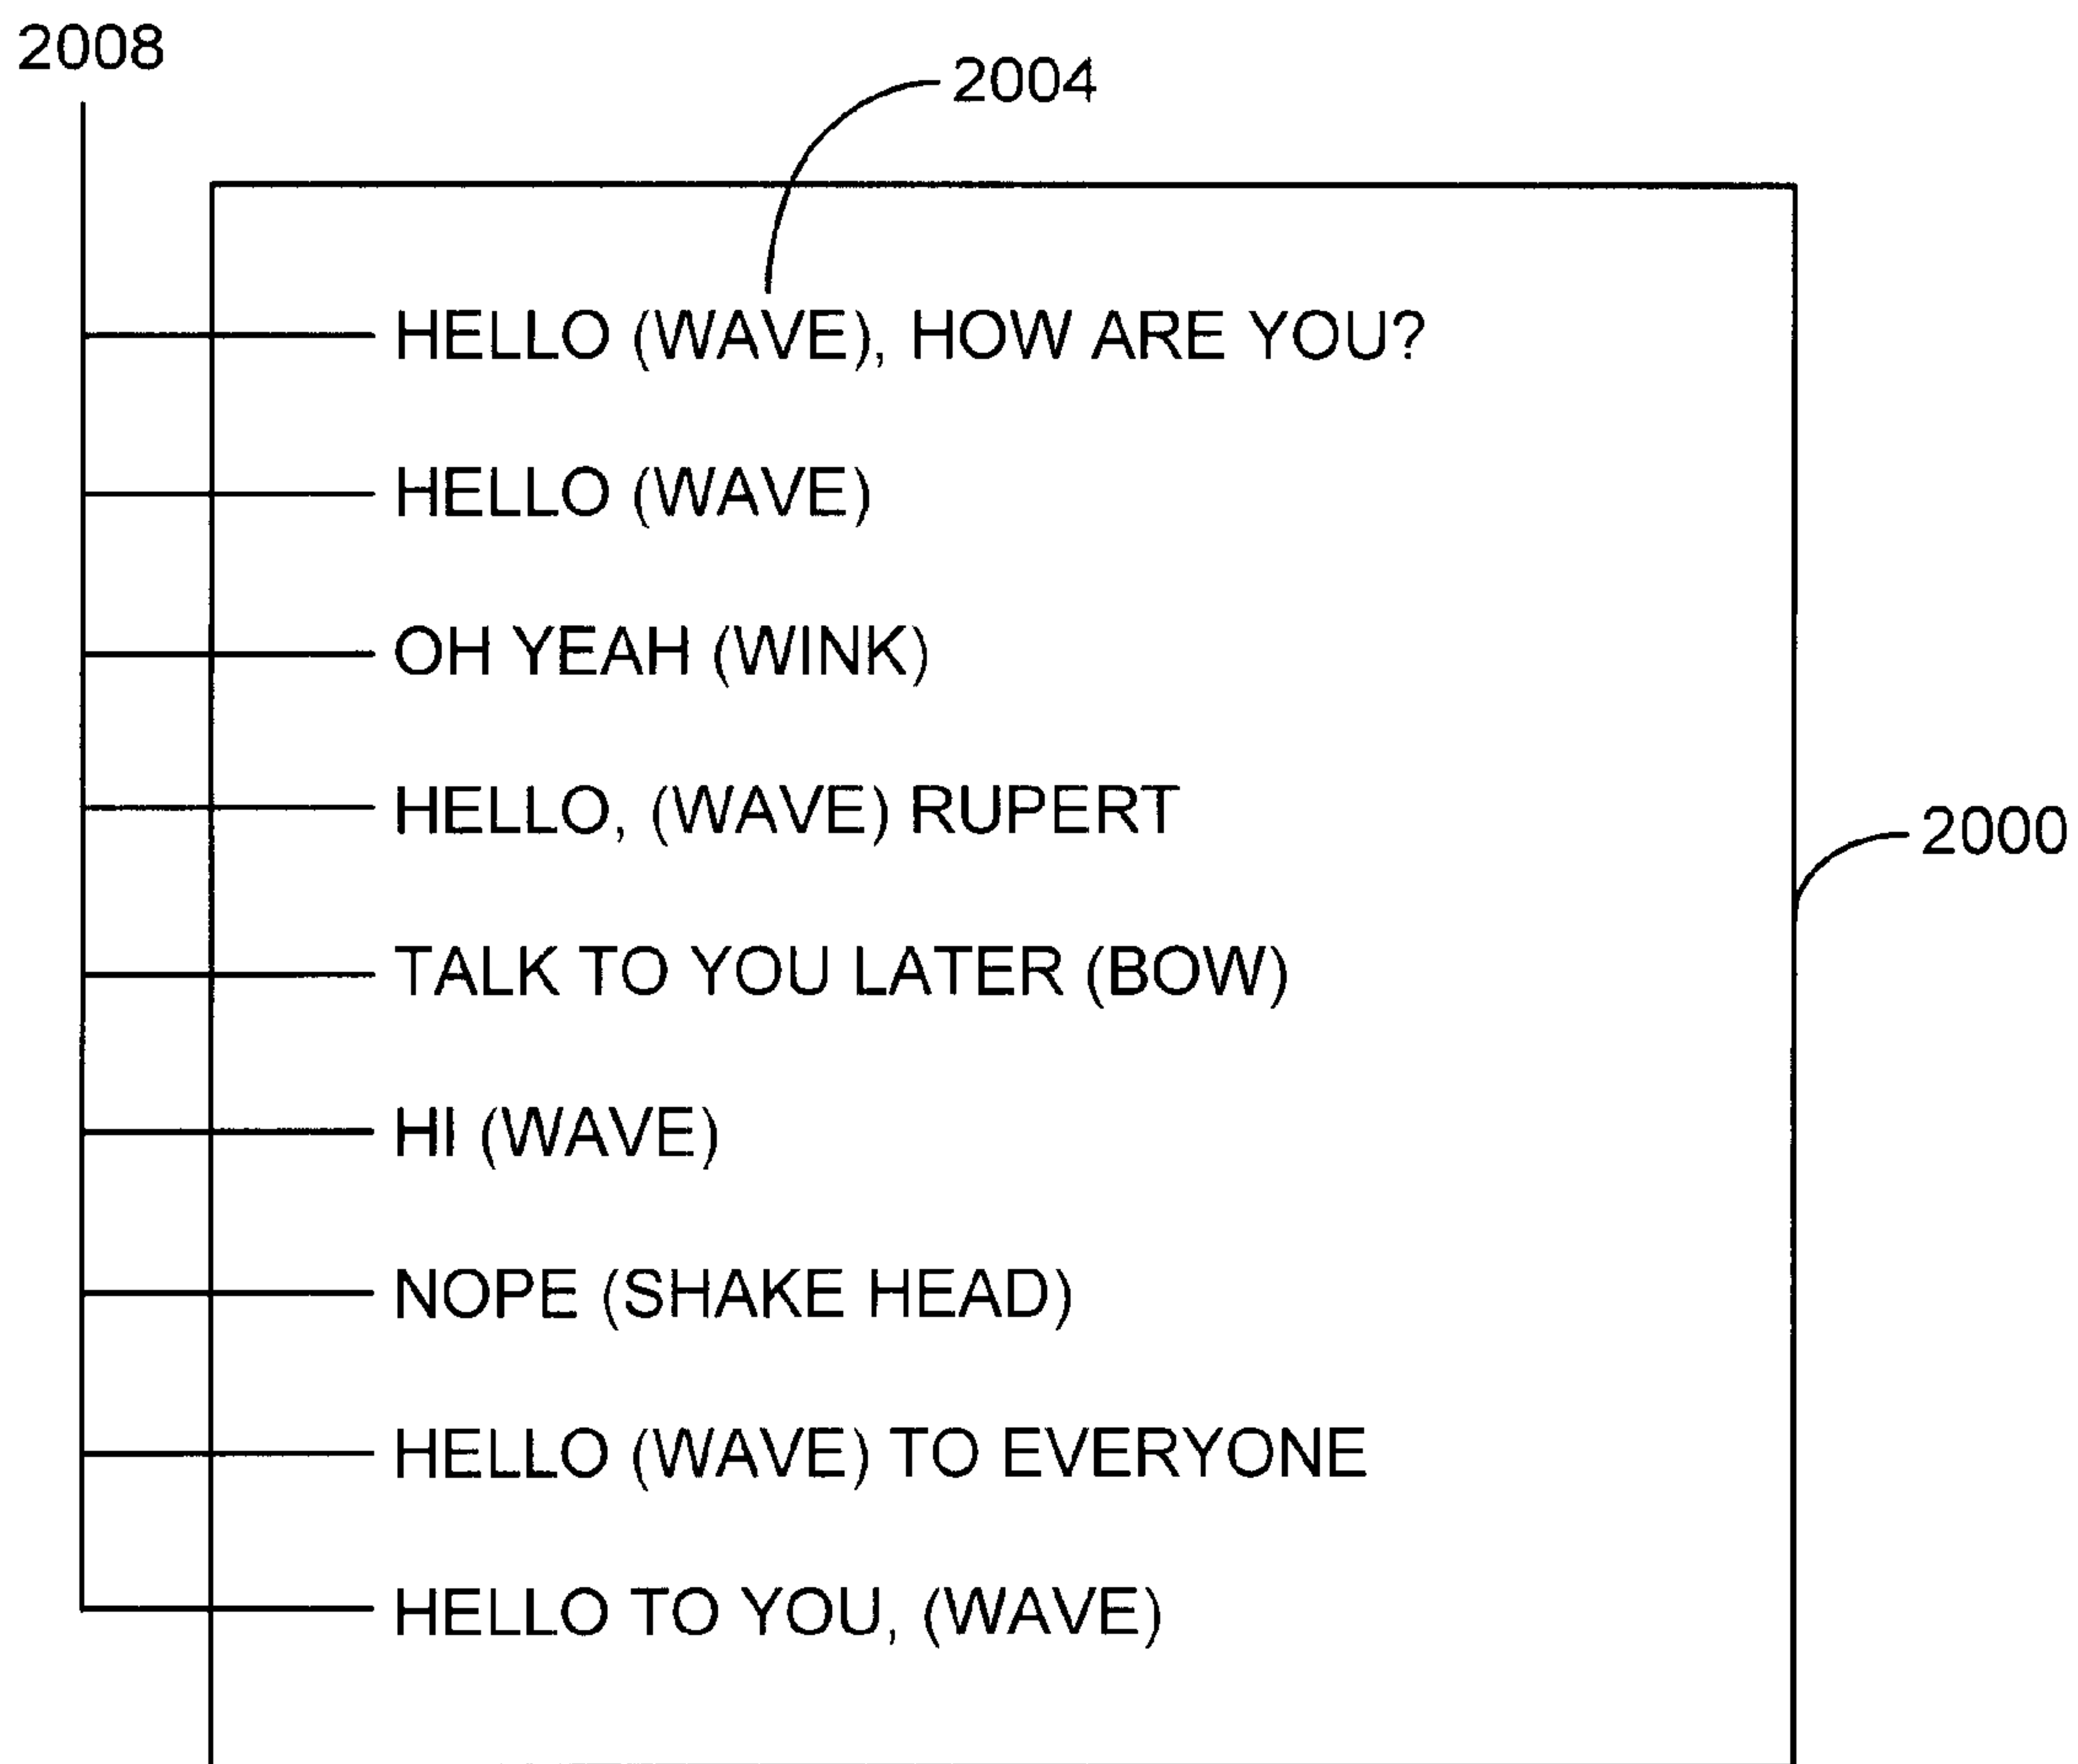 2008
2004
HELLO (WAVE), HOW ARE YOU?
HELLO (WAVE)
OH YEAH (WINK)
HELLO, (WAVE) RUPERT
2000
TALK TO YOU LATER (BOW)
HI (WAVE)
NOPE (SHAKE HEAD)
HELLO (WAVE) TO EVERYONE
HELLO TO YOU, (WAVE)